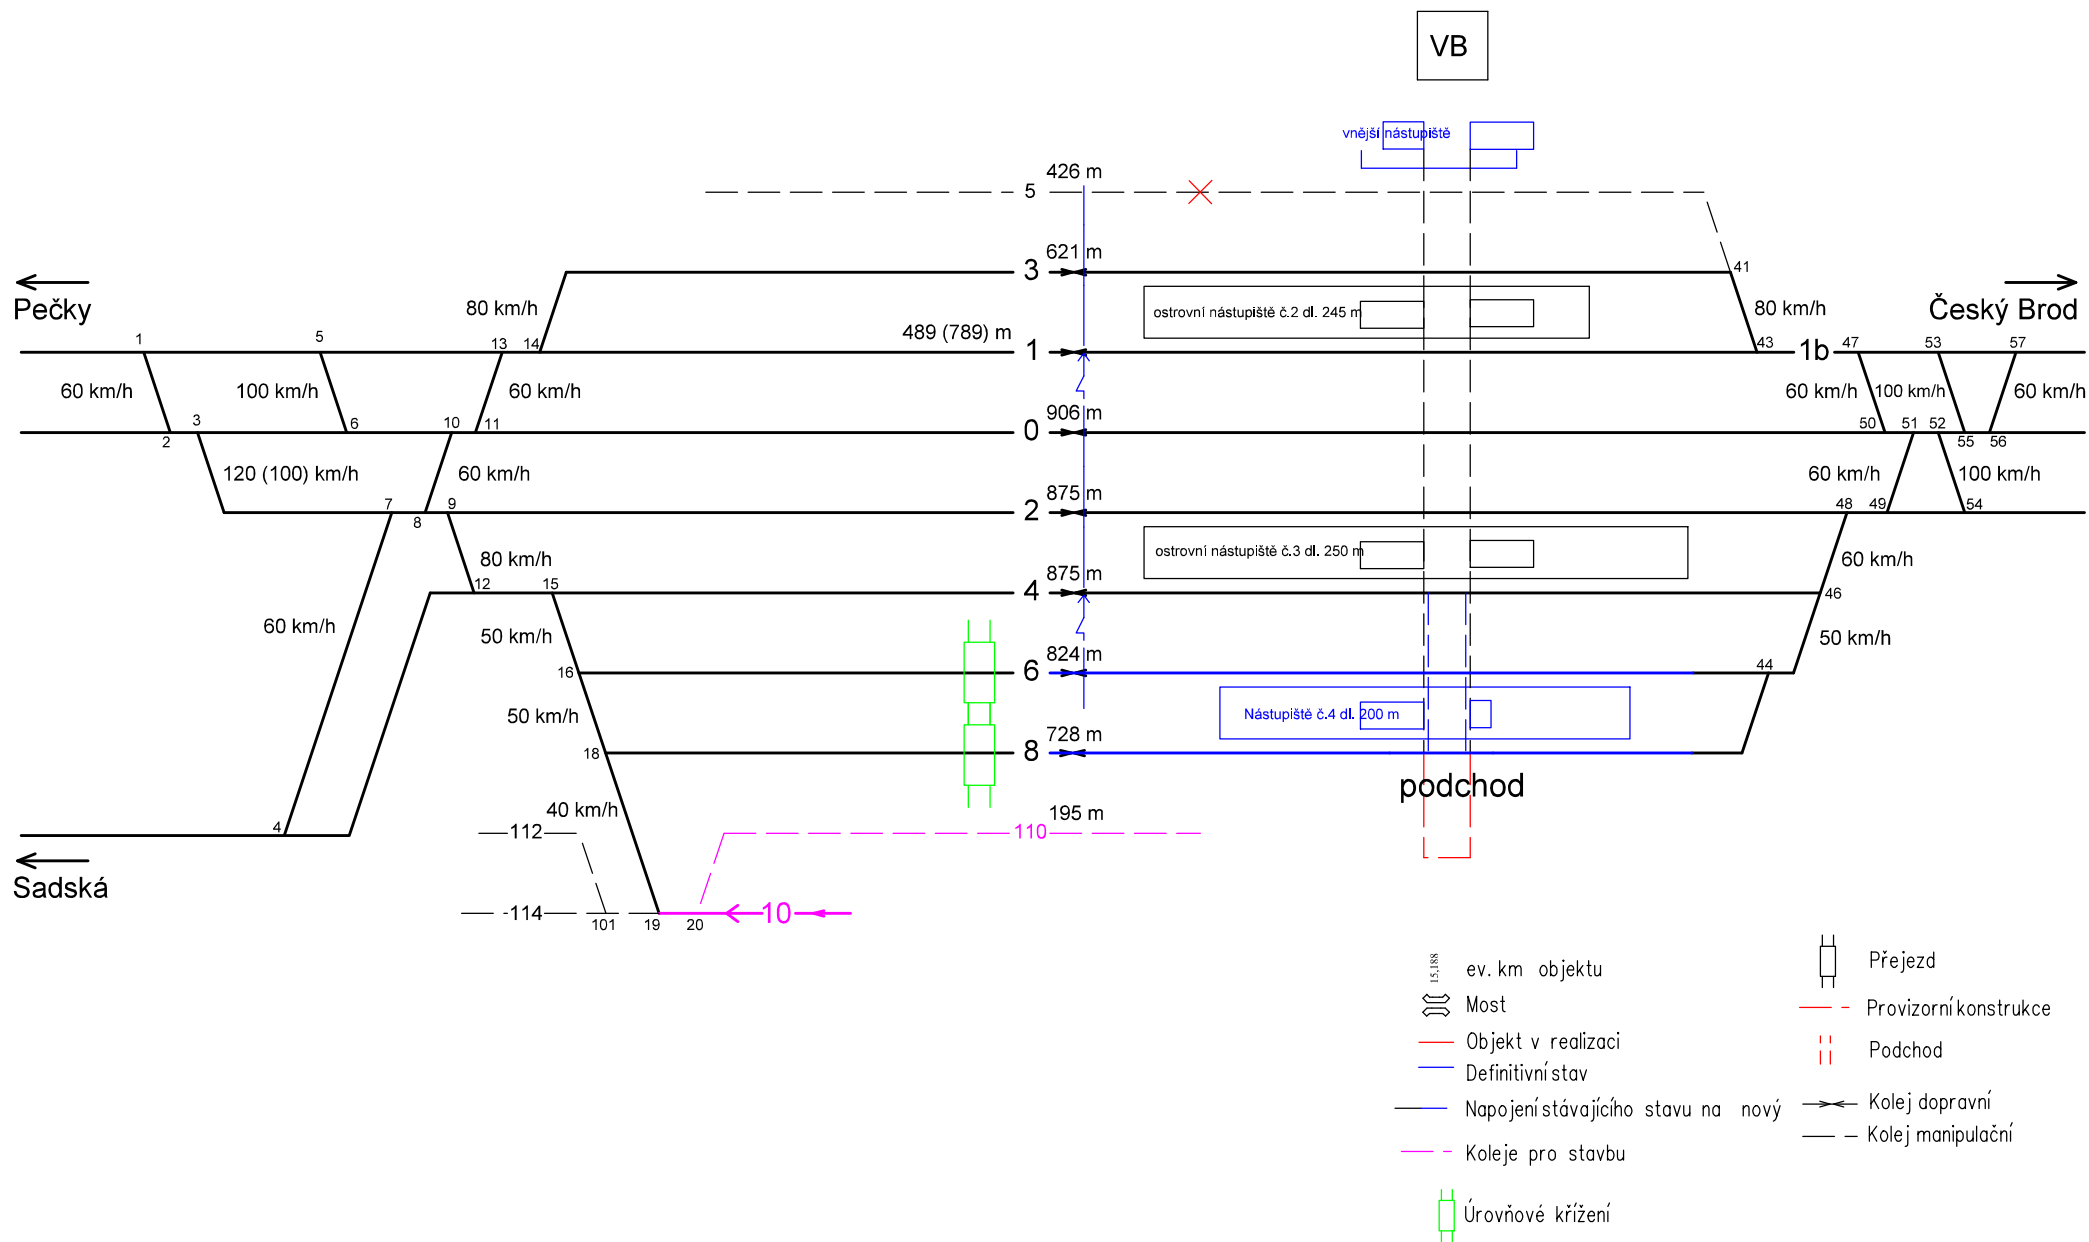 VB
vnější nástupiště
426 m
5
621 m
3
41
Pečky
80 km/h
ostrovní nástupiště č.2 dl. 245 m
80 km/h
Český Brod
489 (789) m
1
5
13
14
1
43
1b
47
53
57
60 km/h
100 km/h
60 km/h
60 km/h
100 km/h
60 km/h
906 m
3
2
6
10
11
0
50
51
52
55
56
120 (100) km/h
60 km/h
60 km/h
100 km/h
875 m
7
8
9
2
48
49
54
80 km/h
ostrovní nástupiště č.3 dl. 250 m
60 km/h
875 m
12
15
4
46
60 km/h
50 km/h
50 km/h
824 m
16
6
44
50 km/h
Nástupiště č.4 dl. 200 m
728 m
18
8
podchod
40 km/h
195 m
4
112
110
Sadská
114
10
101
19
20
15,188
ev. km objektu
Most
Objekt v realizaci
Definitivní stav
Napojení stávajícího stavu na nový
Koleje pro stavbu
Úrovňové křížení
Přejezd
Provizorní konstrukce
Podchod
Kolej dopravní
Kolej manipulační